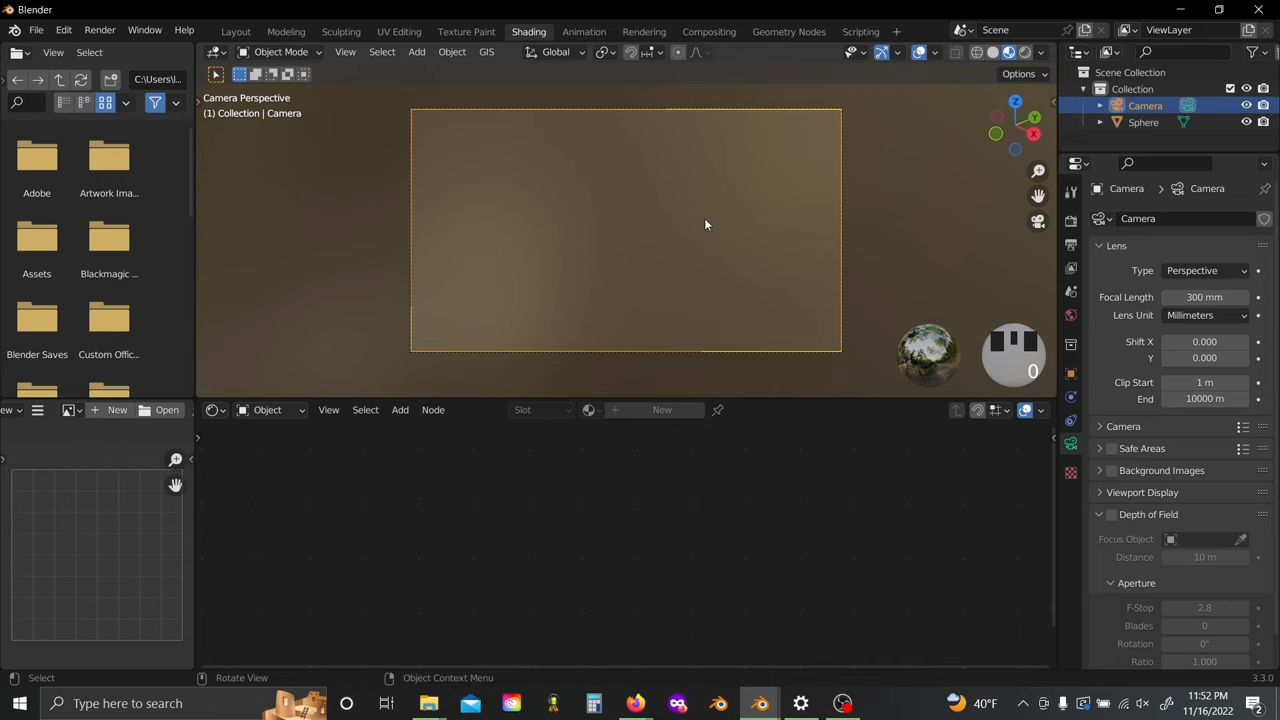 Blender
File Edit Render Window Help
Layout Modeling Sculpting UV Editing Texture Paint Shading Animation Rendering Compositing Geometry Nodes Scripting
Scene
ViewLayer
View Select
Object Mode View Select Add Object GIS Global
C:\Users\l...
Options
Camera Perspective
(1) Collection | Camera
Z
Y
X
Scene Collection
Collection
Camera
Sphere
Adobe Artwork Ima...
Assets Blackmagic ...
Blender Saves Custom Offic...
0
Camera Camera
Camera
Lens
Type Perspective
Focal Length 300 mm
Lens Unit Millimeters
Shift X 0.000
Y 0.000
Clip Start 1 m
End 10000 m
Camera
Safe Areas
Background Images
Viewport Display
Depth of Field
Focus Object
Distance 10 m
Aperture
F-Stop 2.8
Blades 0
Rotation 0°
Ratio 1.000
ew New Open
Object View Select Add Node Slot New
Select Rotate View Object Context Menu 3.3.0
Type here to search
40°F
11:52 PM
11/16/2022